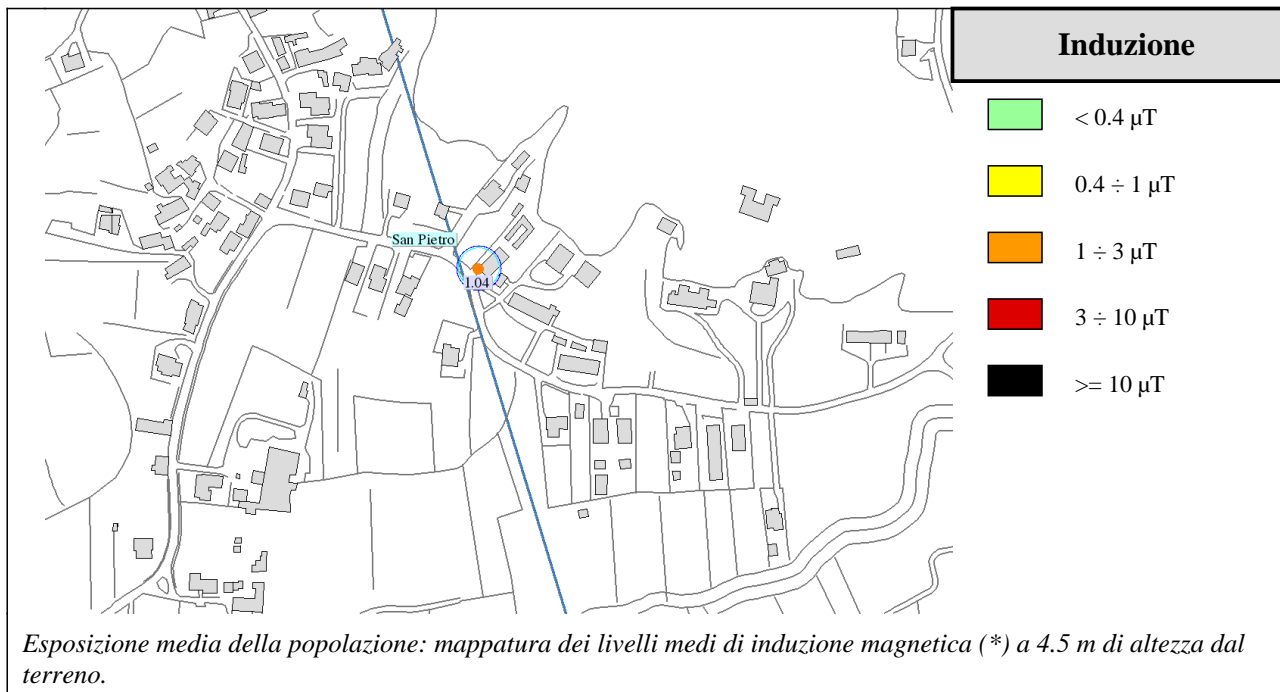 Induzione
< 0.4 µT
0.4 ÷ 1 µT
1 ÷ 3 µT
3 ÷ 10 µT
>= 10 µT
San Pietro
1.04
Esposizione media della popolazione: mappatura dei livelli medi di induzione magnetica (*) a 4.5 m di altezza dal
terreno.